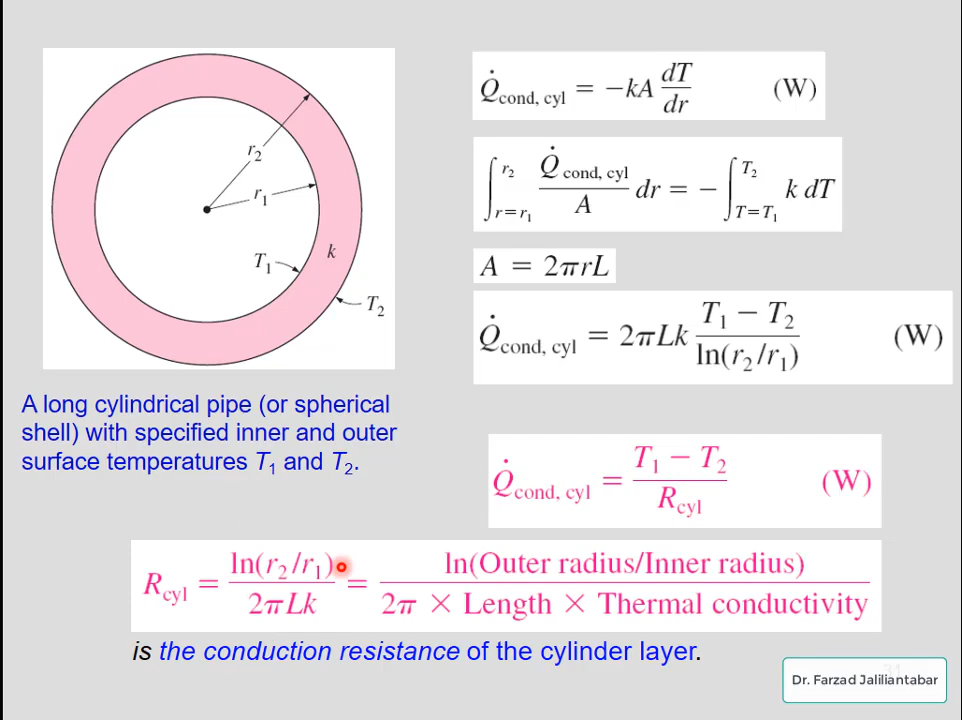 r₂
r₁
k
T₁
T₂
A long cylindrical pipe (or spherical
shell) with specified inner and outer
surface temperatures T₁ and T₂.
Q̇cond, cyl = −kA dT/dr (W)
∫r=r₁^r₂ Q̇cond, cyl/A dr = − ∫T=T₁^T₂ k dT
A = 2πrL
Q̇cond, cyl = 2πLk (T₁ − T₂)/ln(r₂/r₁) (W)
Q̇cond, cyl = (T₁ − T₂)/Rcyl (W)
Rcyl = ln(r₂/r₁)/2πLk = ln(Outer radius/Inner radius)/2π × Length × Thermal conductivity
is the conduction resistance of the cylinder layer.
Dr. Farzad Jaliliantabar